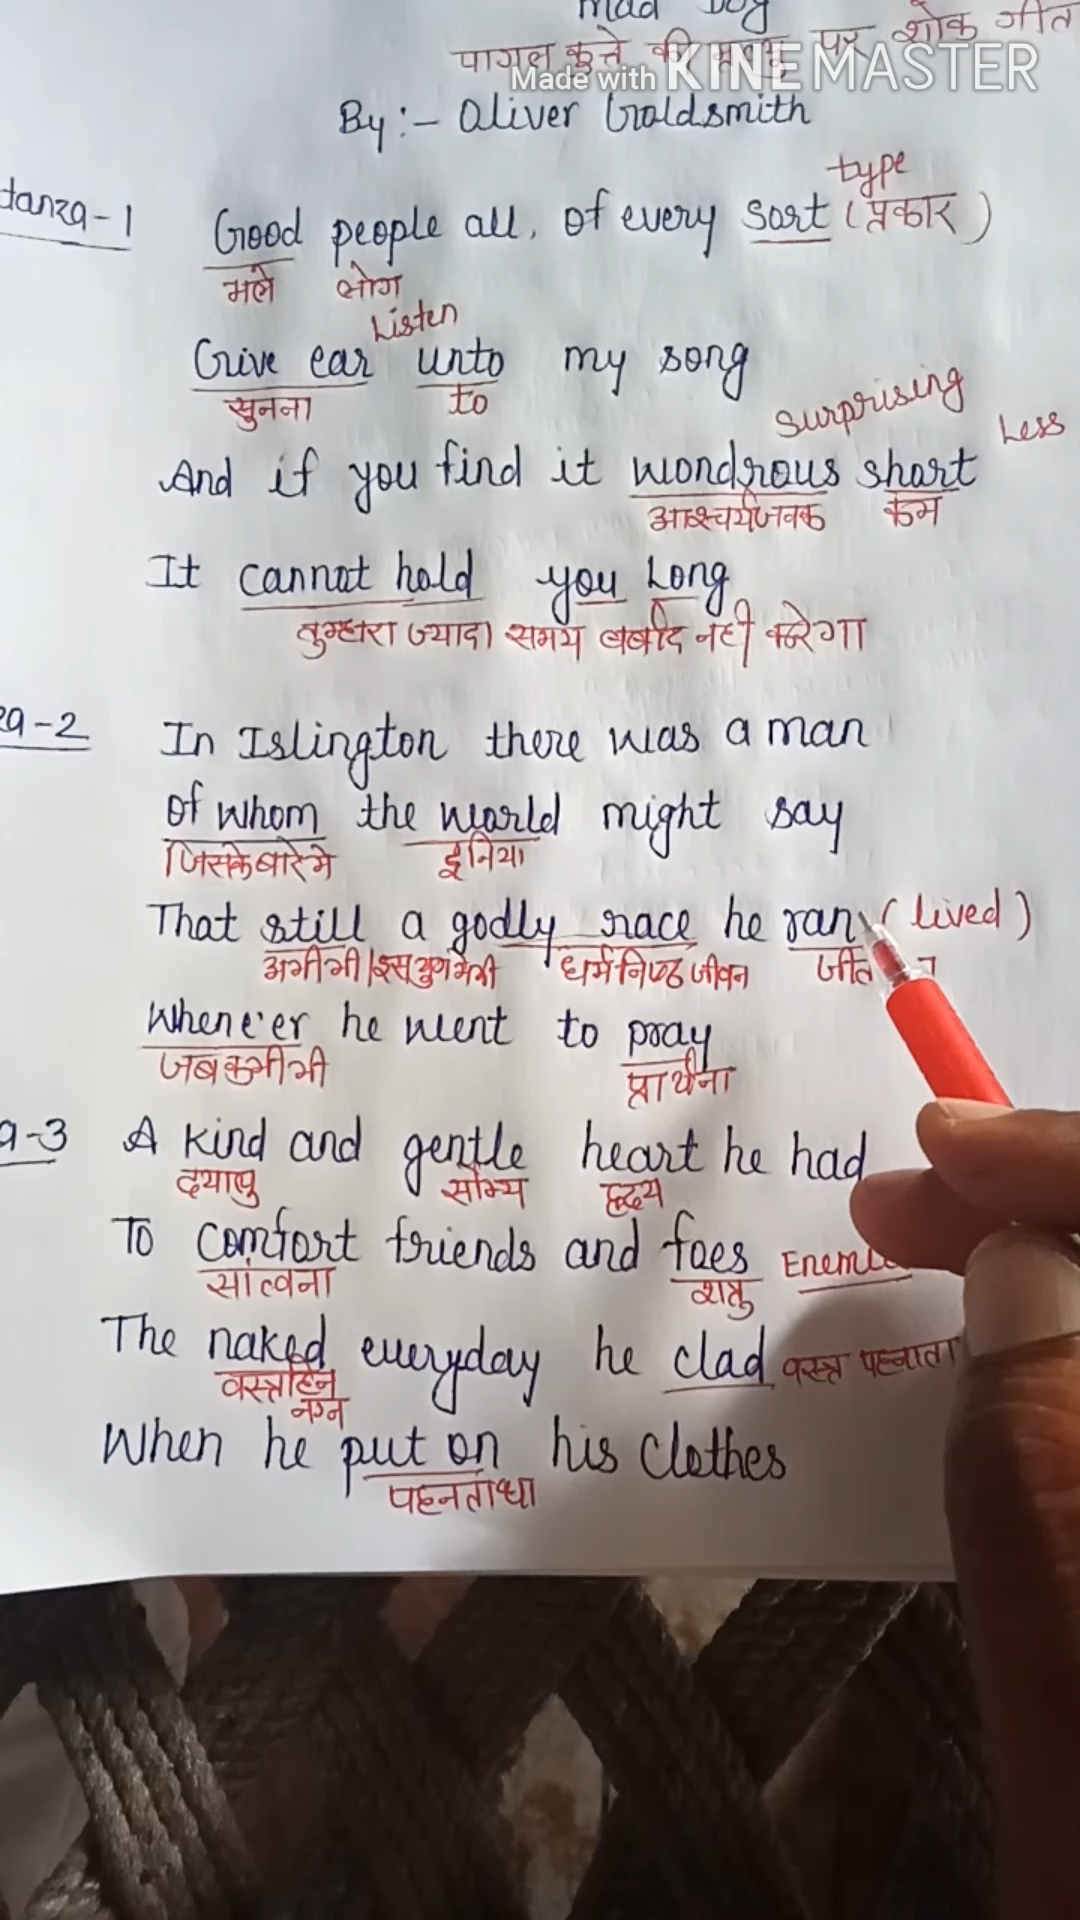 Mad Dog
पागल कुत्ते की मृत्यु पर शोक गीत
Made with KINEMASTER
By:- Oliver Goldsmith
type
tanza-1 Good people all, of every sort (प्रकार)
भले लोग
Listen
Give ear unto my song
सुनना to
surprising Less
And if you find it wondrous short
आश्चर्यजनक कम
It cannot hold you Long
तुम्हारा ज्यादा समय बर्बाद नही करेगा
za-2 In Islington there was a man
Of whom the world might say
जिसके बारे मे दुनिया
That still a godly race he ran (lived)
अभी भी/इस युग मे भी धर्मनिष्ठ जीवन
Whene'er he went to pray
जब कभी भी प्रार्थना
a-3 A kind and gentle heart he had
दयालु सौम्य हृदय
To comfort friends and foes
सांत्वना शत्रु
The naked everyday he clad वस्त्र पहनाता
वस्त्रहिन
नग्न
When he put on his clothes
पहनता था